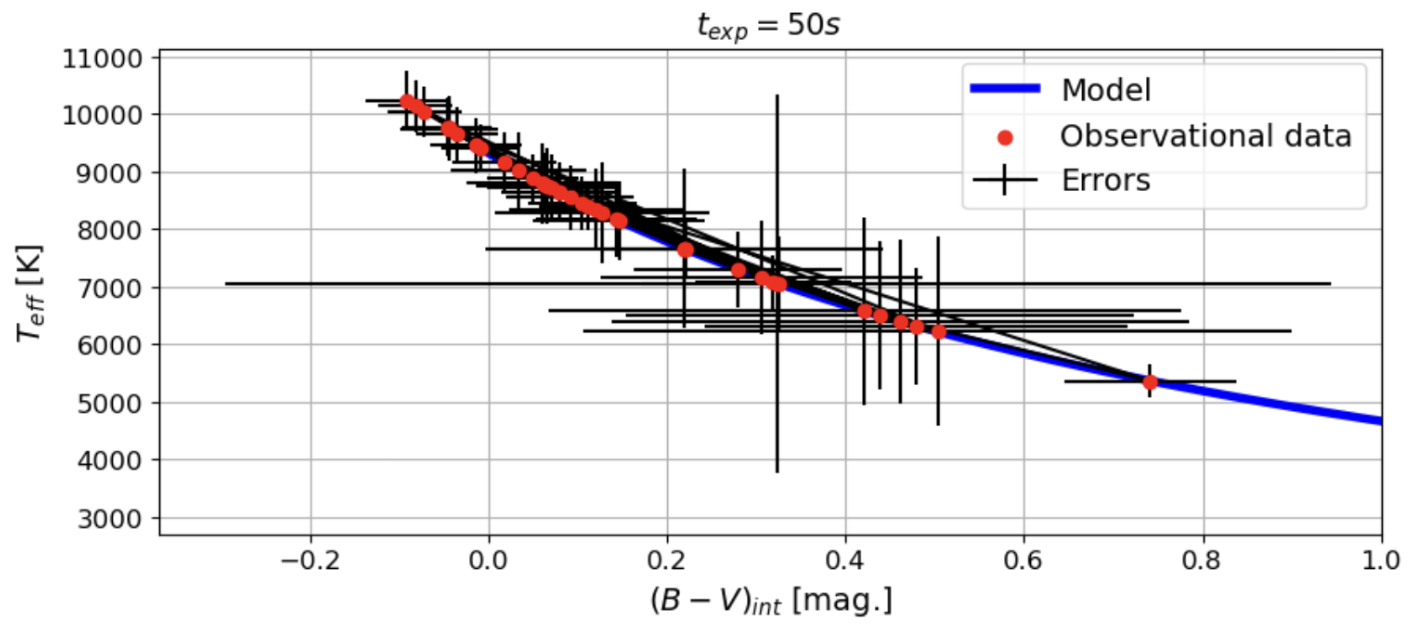 t_exp = 50s
11000
10000
9000
8000
7000
6000
5000
4000
3000
T_eff [K]
Model
Observational data
Errors
−0.2 0.0 0.2 0.4 0.6 0.8 1.0
(B − V)_int [mag.]